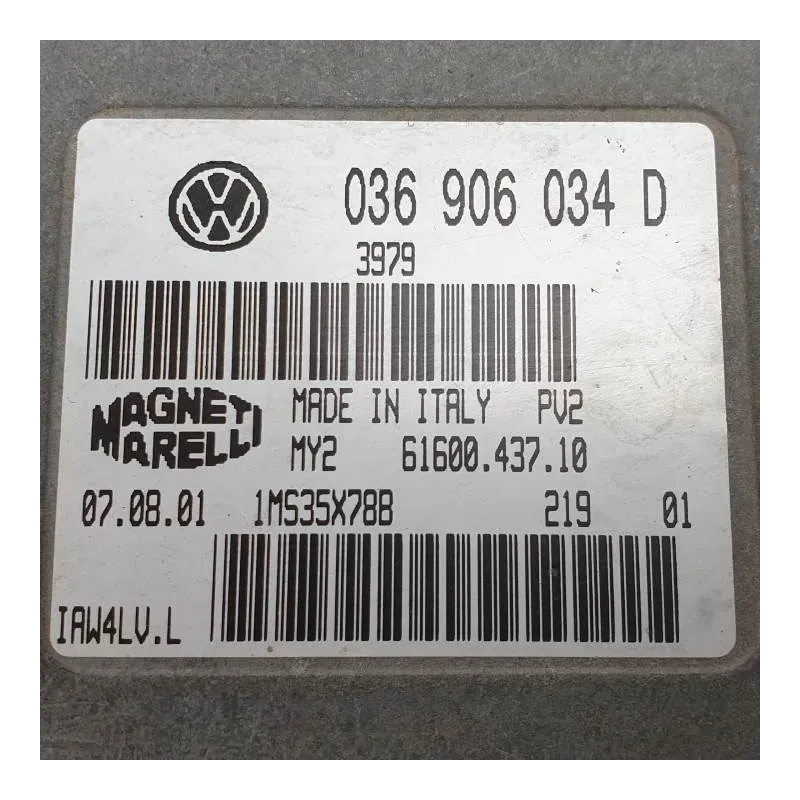 036 906 034 D
3979
MAGNETI MARELLI
MADE IN ITALY PV2
MY2 61600.437.10
07.08.01 1MS35X78B 219 01
IAW4LV.L